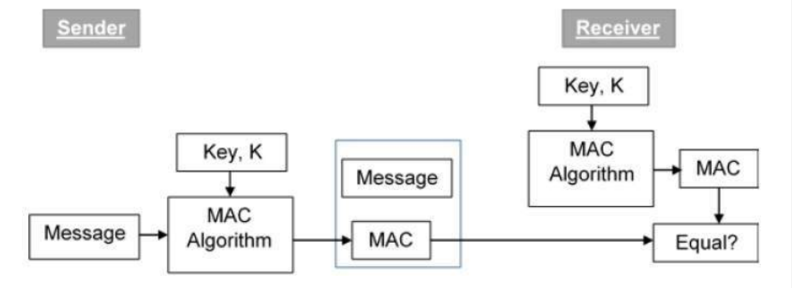 Sender
Receiver
Key, K
MAC
Algorithm
MAC
Key, K
Message
MAC
Algorithm
Message
MAC
Equal?